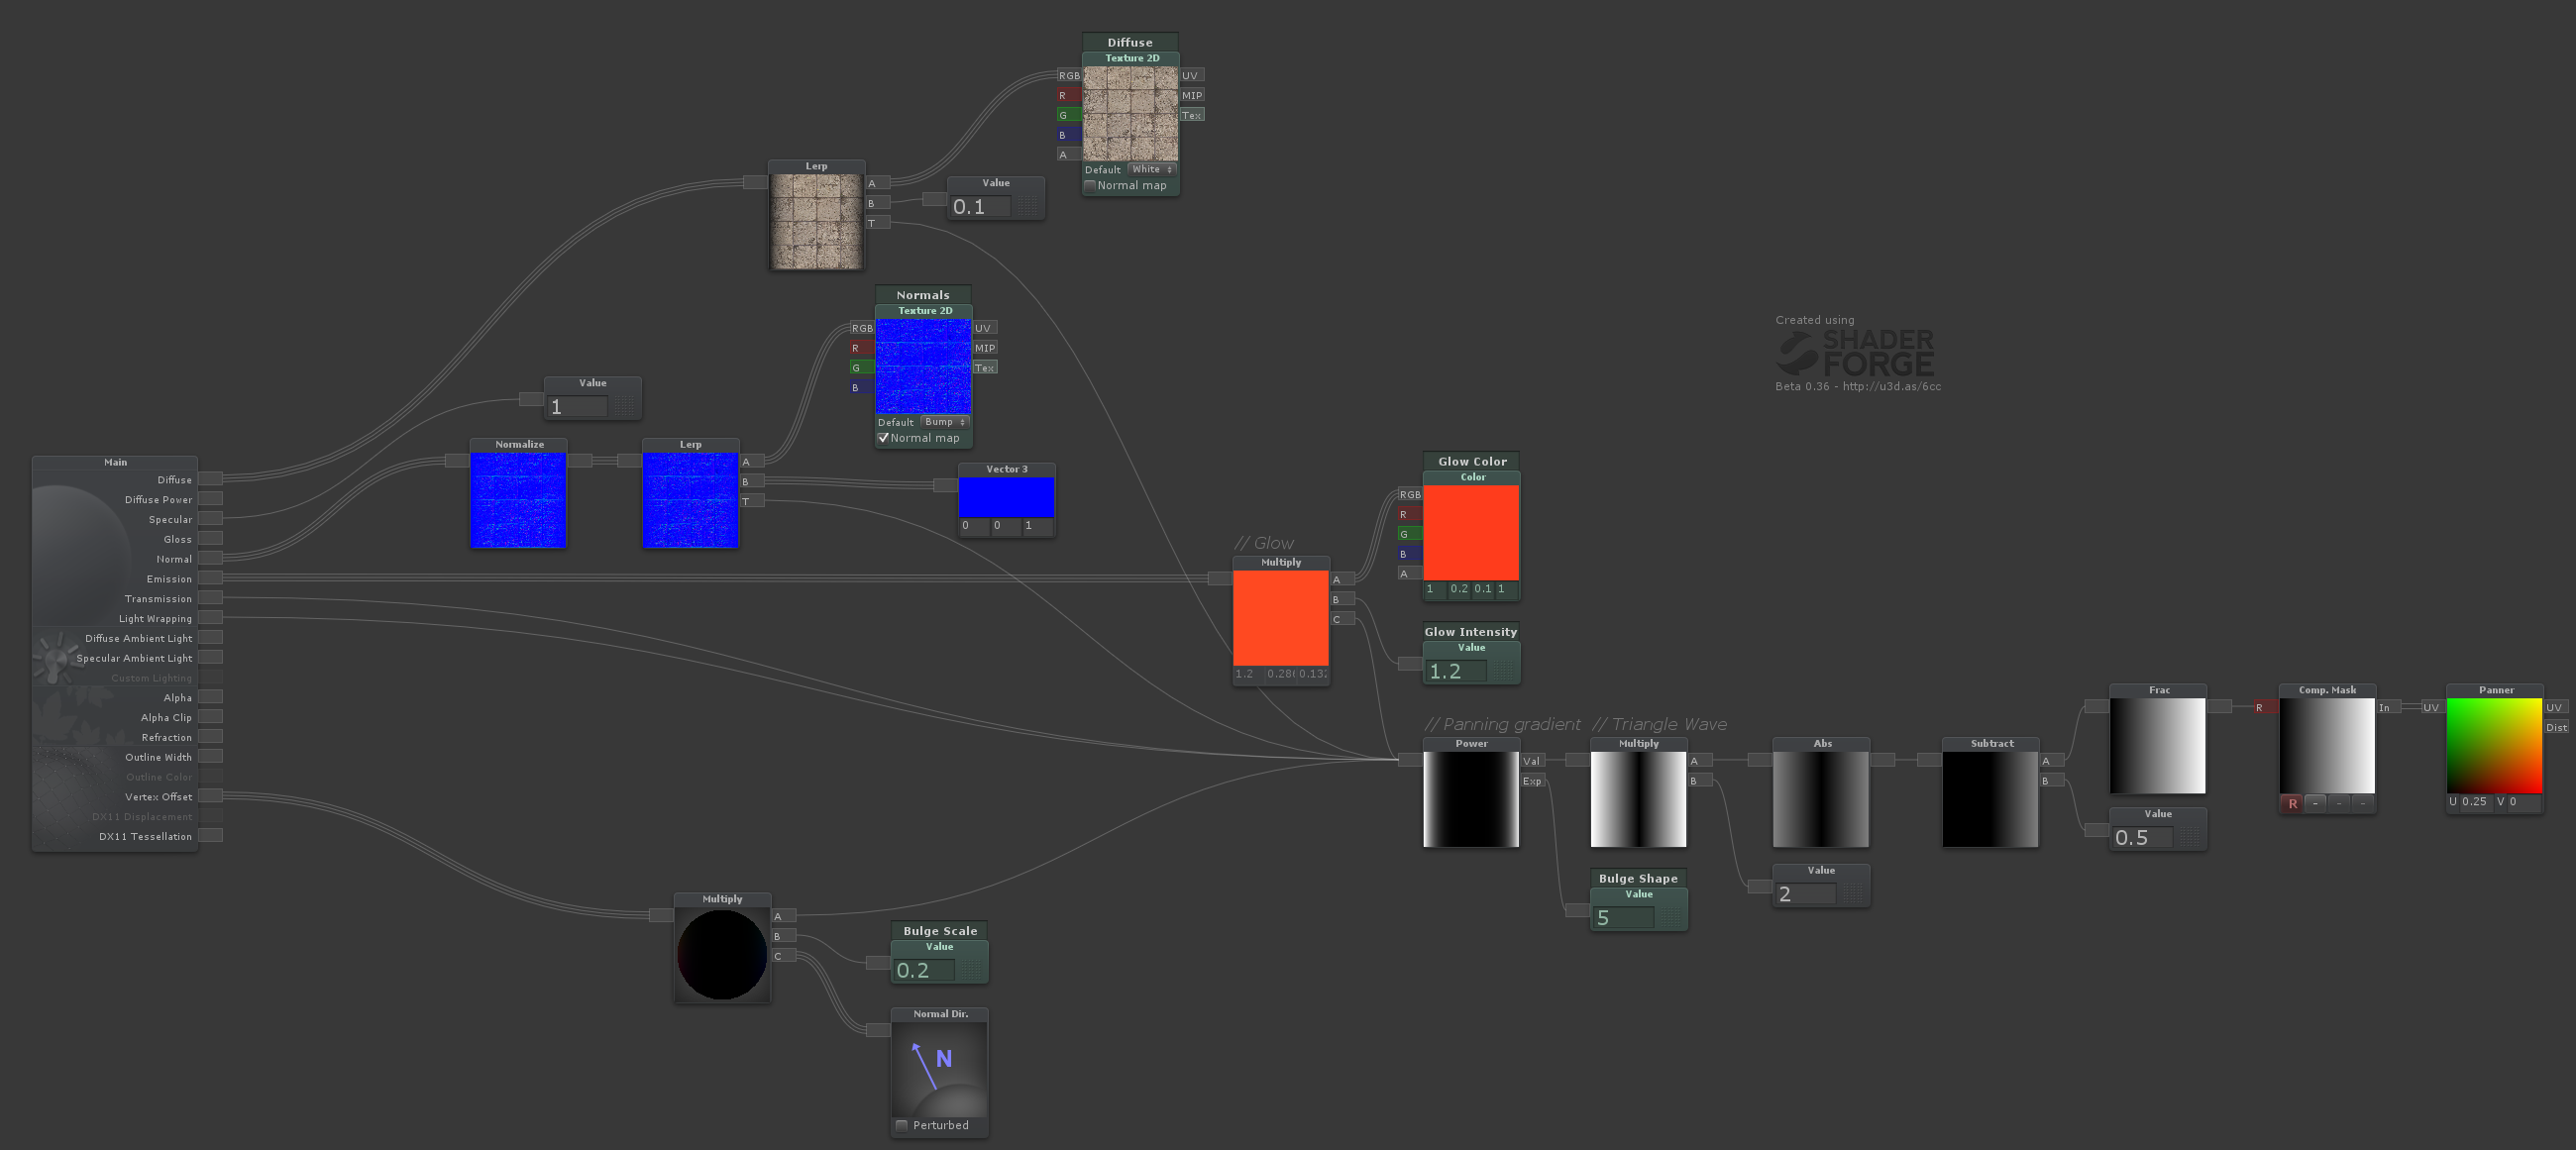 Diffuse
Texture 2D
RGB
R
G
B
A
UV
MIP
Tex
Default White
Normal map
Lerp
A
B
T
Value
0.1
Normals
Texture 2D
RGB
R
G
B
UV
MIP
Tex
Default Bump
Normal map
Created using
SHADER
FORGE
Beta 0.36 - http://u3d.as/6cc
Value
1
Normalize
Lerp
A
B
T
Vector 3
0 0 1
Main
Diffuse
Diffuse Power
Specular
Gloss
Normal
Emission
Transmission
Light Wrapping
Diffuse Ambient Light
Specular Ambient Light
Custom Lighting
Alpha
Alpha Clip
Refraction
Outline Width
Outline Color
Vertex Offset
DX11 Displacement
DX11 Tessellation
// Glow
Multiply
A
B
C
1.2 0.28 0.13
Glow Color
Color
RGB
R
G
B
A
1 0.2 0.1 1
Glow Intensity
Value
1.2
// Panning gradient // Triangle Wave
Power
Val
Exp
Multiply
A
B
Abs
Subtract
A
B
Frac
Comp. Mask
R
In
R - - -
Panner
UV
UV
Dist
U 0.25 V 0
Value
0.5
Value
2
Bulge Shape
Value
5
Multiply
A
B
C
Bulge Scale
Value
0.2
Normal Dir.
N
Perturbed